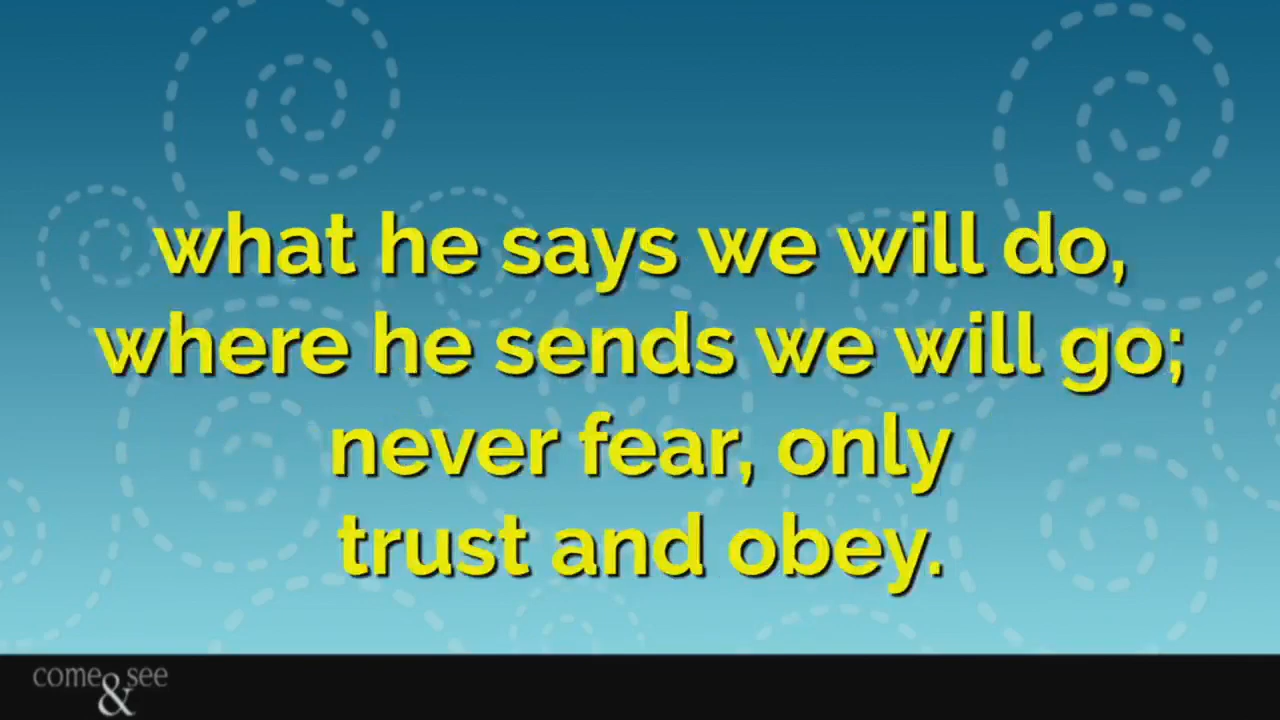 what he says we will do,
where he sends we will go;
never fear, only
trust and obey.
come & see